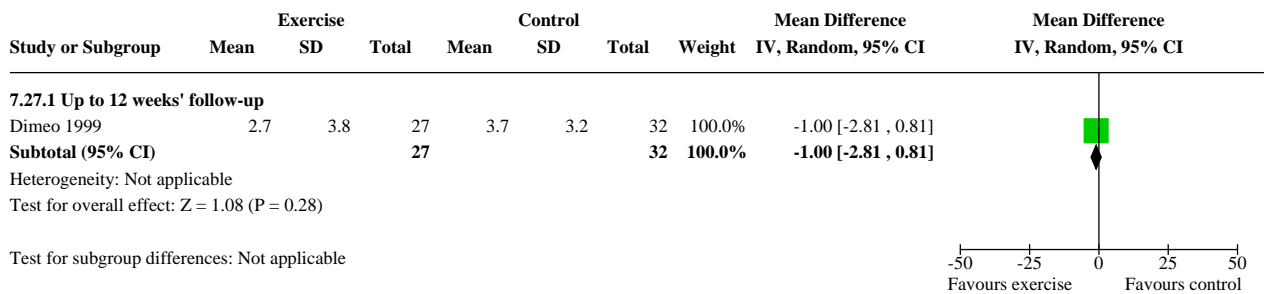 Exercise Control Mean Difference Mean Difference
Study or Subgroup Mean SD Total Mean SD Total Weight IV, Random, 95% CI IV, Random, 95% CI
7.27.1 Up to 12 weeks' follow-up
Dimeo 1999 2.7 3.8 27 3.7 3.2 32 100.0% -1.00 [-2.81 , 0.81]
Subtotal (95% CI) 27 32 100.0% -1.00 [-2.81 , 0.81]
Heterogeneity: Not applicable
Test for overall effect: Z = 1.08 (P = 0.28)
Test for subgroup differences: Not applicable
-50 -25 0 25 50
Favours exercise Favours control